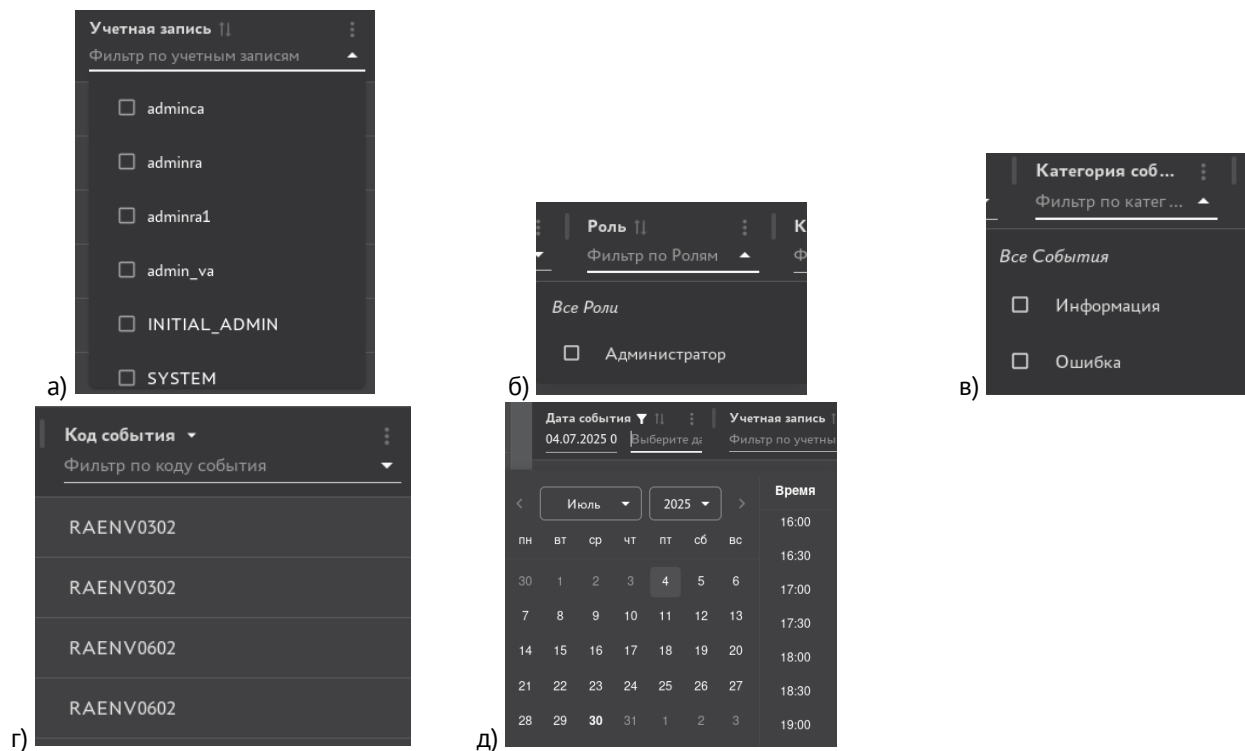 Учетная запись
Фильтр по учетным записям
adminca
adminra
adminra1
admin_va
INITIAL_ADMIN
SYSTEM
а)
Роль
К
Фильтр по Ролям
Ф
Все Роли
Администратор
б)
Категория соб...
Фильтр по катег ...
Все События
Информация
Ошибка
в)
Код события
Фильтр по коду события
RAENV0302
RAENV0302
RAENV0602
RAENV0602
г)
Дата события Учетная запись
04.07.2025 0 Выберите да Фильтр по учетны
Июль 2025 Время
пн вт ср чт пт сб вс 16:00
16:30
30 1 2 3 4 5 6 17:00
7 8 9 10 11 12 13 17:30
14 15 16 17 18 19 20 18:00
21 22 23 24 25 26 27 18:30
28 29 30 31 1 2 3 19:00
д)